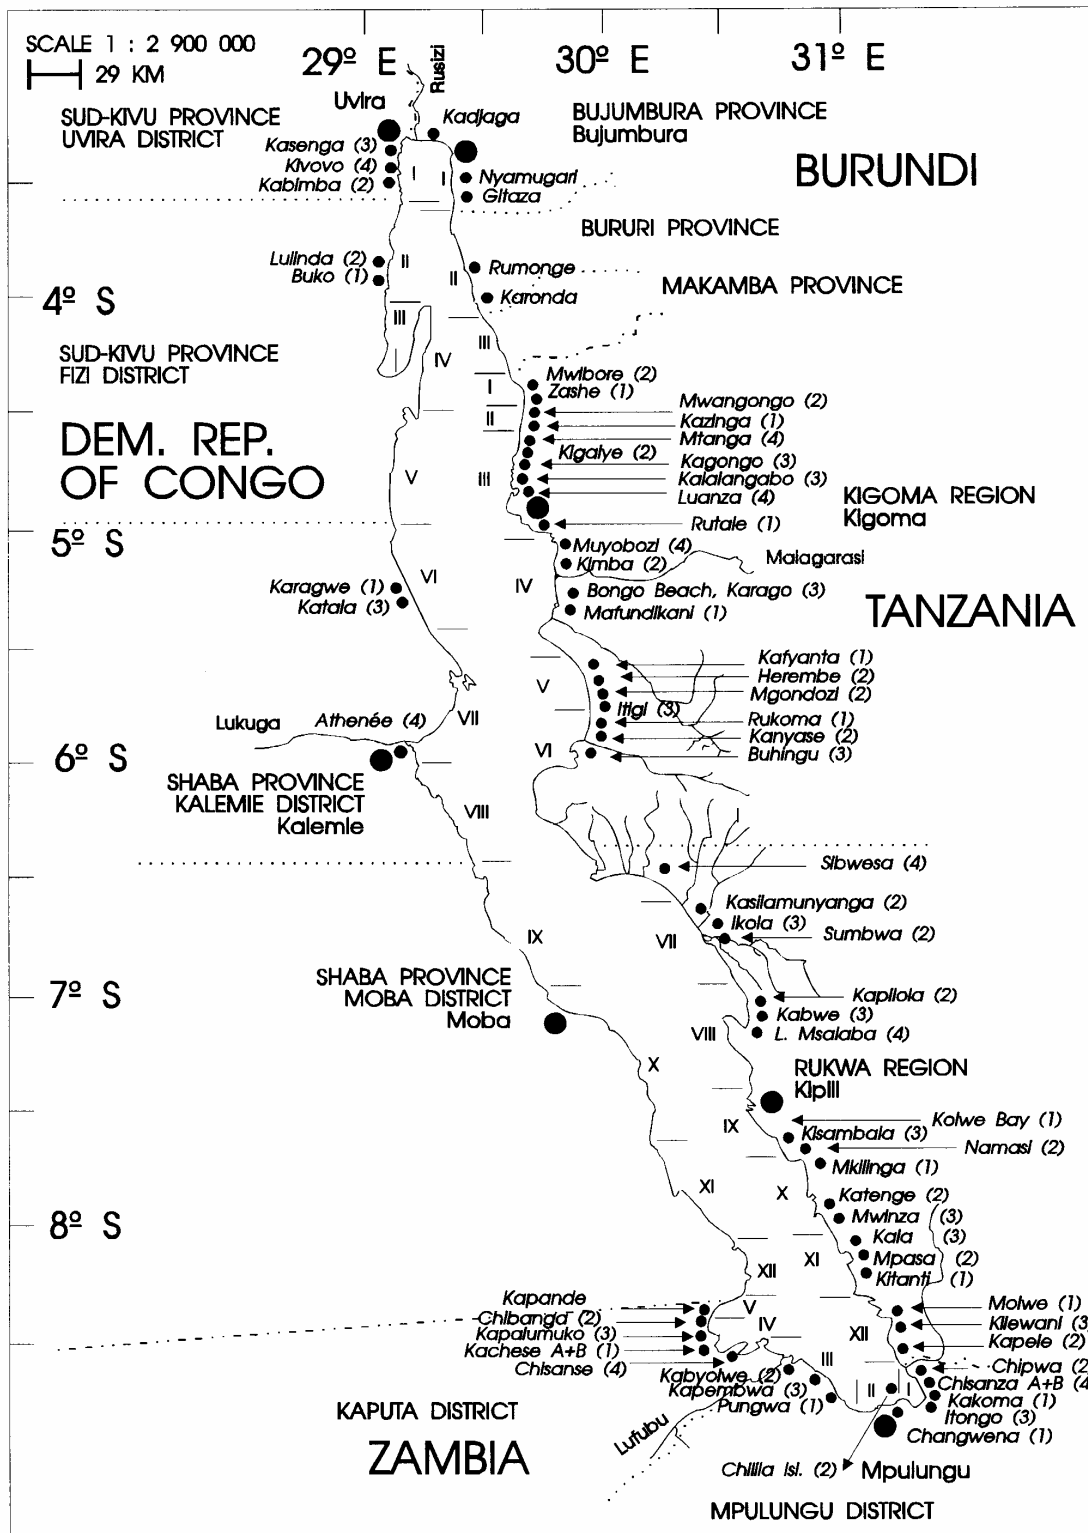 SCALE 1 : 2 900 000
29 KM
29º E
Rusizi
30º E
31º E
Uvira
Kadjaga
SUD-KIVU PROVINCE
UVIRA DISTRICT
BUJUMBURA PROVINCE
Bujumbura
BURUNDI
Kasenga (3)
Kivovo (4)
Kabimba (2)
I
I
Nyamugari
Gitaza
BURURI PROVINCE
Lulinda (2)
Buko (1)
II
II
Rumonge
Karonda
MAKAMBA PROVINCE
4º S
III
III
IV
SUD-KIVU PROVINCE
FIZI DISTRICT
I
II
Mwibore (2)
Zashe (1)
Mwangongo (2)
Kazinga (1)
Mtanga (4)
Kigalye (2)
Kagongo (3)
Kalalangabo (3)
Luanza (4)
DEM. REP.
OF CONGO
V
III
KIGOMA REGION
Kigoma
Rutale (1)
5º S
Muyobozi (4)
Kimba (2)
Malagarasi
VI
IV
Karagwe (1)
Katala (3)
Bongo Beach, Karago (3)
Mafundikani (1)
TANZANIA
Kafyanta (1)
Herembe (2)
Mgondozi (2)
V
Itigi (3)
Rukoma (1)
Kanyase (2)
Buhingu (3)
Lukuga
Athenée (4)
VII
VI
6º S
SHABA PROVINCE
KALEMIE DISTRICT
Kalemie
VIII
Sibwesa (4)
Kasilamunyanga (2)
Ikola (3)
Sumbwa (2)
IX
VII
SHABA PROVINCE
MOBA DISTRICT
Moba
7º S
Kapilola (2)
Kabwe (3)
L. Msalaba (4)
VIII
X
RUKWA REGION
Kipili
Kolwe Bay (1)
Kisambala (3)
Namasi (2)
Mkilinga (1)
IX
XI
X
Katenge (2)
Mwinza (3)
Kala (3)
Mpasa (2)
Kitanti (1)
8º S
XI
XII
Kapande
Chibanga (2)
Kapalumuko (3)
Kachese A+B (1)
Chisanse (4)
V
IV
XII
Molwe (1)
Kilewani (3
Kapele (2)
Chipwa (2
Chisanza A+B (4
Kakoma (1)
Itongo (3)
Changwena (1)
III
II
I
Kabyolwe (2)
Kapembwa (3)
Pungwa (1)
KAPUTA DISTRICT
ZAMBIA
Lufubu
Chilila Isl. (2)
Mpulungu
MPULUNGU DISTRICT